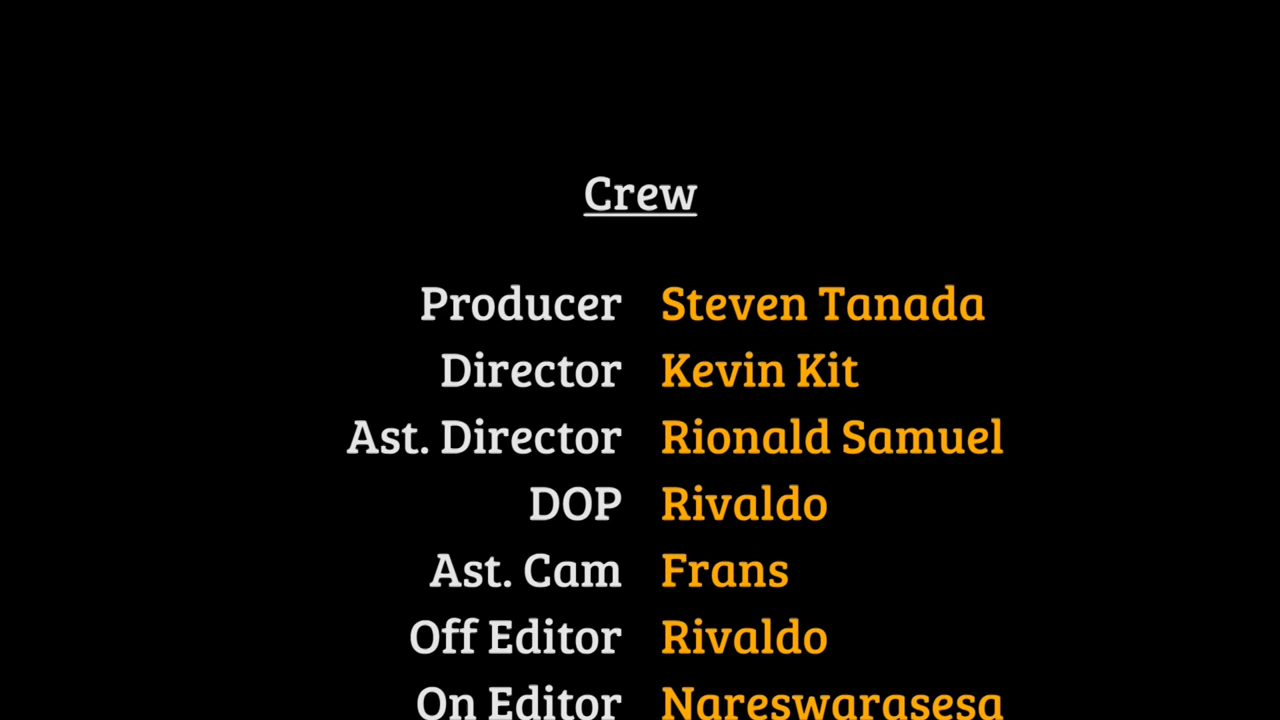 Crew
Producer Steven Tanada
Director Kevin Kit
Ast. Director Rionald Samuel
DOP Rivaldo
Ast. Cam Frans
Off Editor Rivaldo
On Editor Nareswarasesa